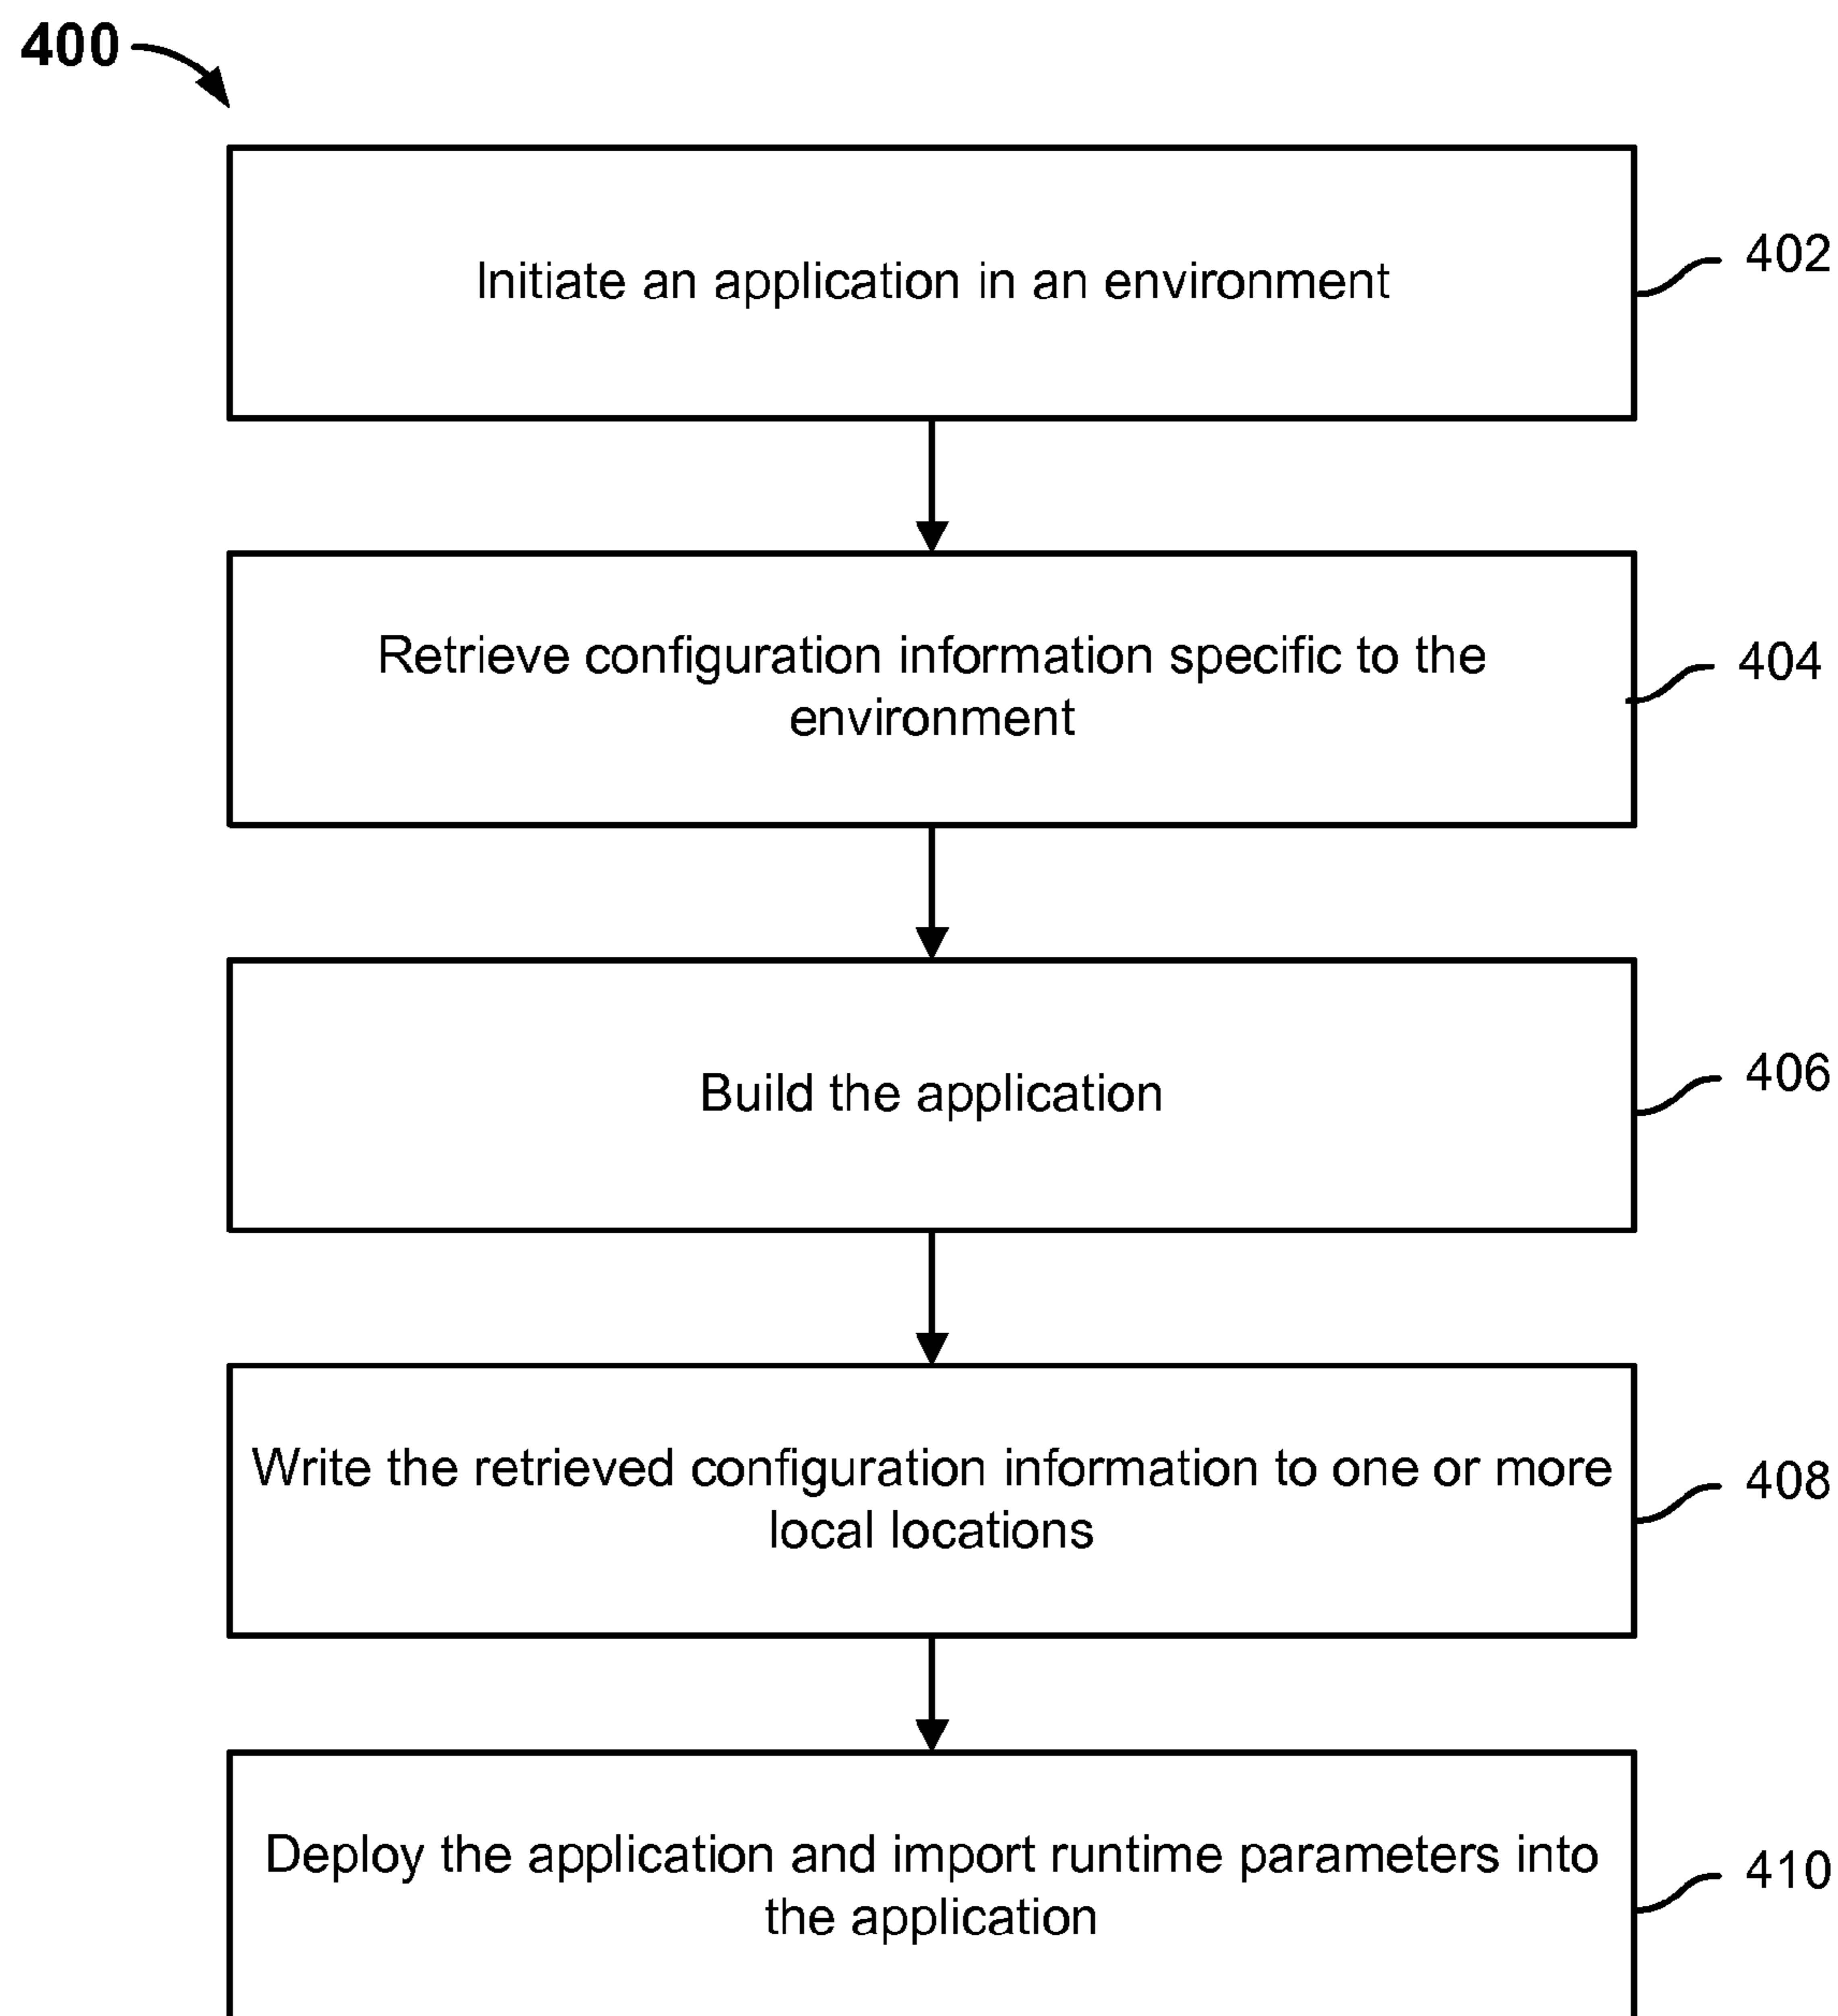 400
Initiate an application in an environment
402
Retrieve configuration information specific to the
environment
404
Build the application
406
Write the retrieved configuration information to one or more
local locations
408
Deploy the application and import runtime parameters into
the application
410